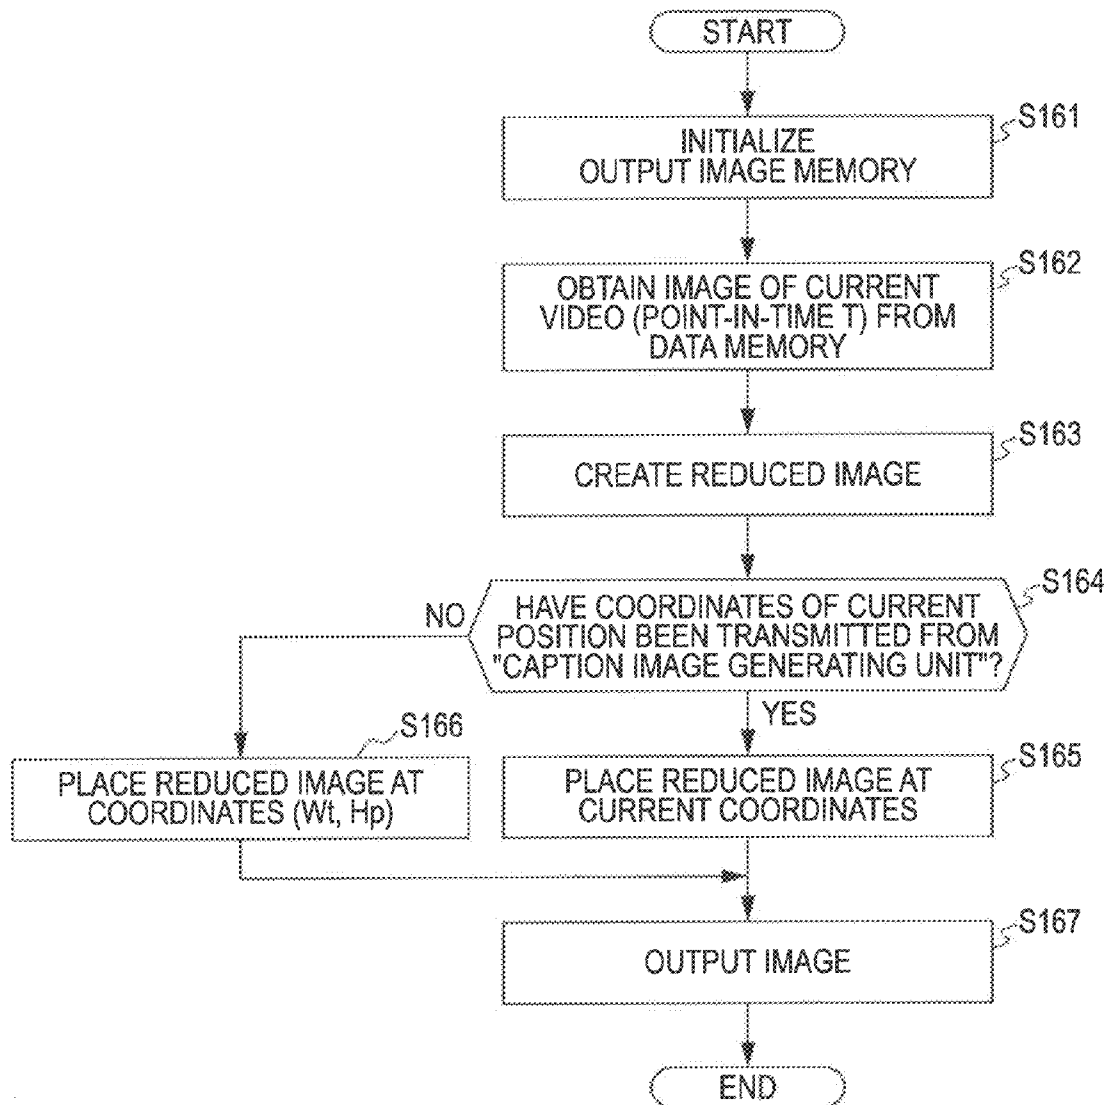 START
S161
INITIALIZE
OUTPUT IMAGE MEMORY
S162
OBTAIN IMAGE OF CURRENT
VIDEO (POINT-IN-TIME T) FROM
DATA MEMORY
S163
CREATE REDUCED IMAGE
S164
NO
HAVE COORDINATES OF CURRENT
POSITION BEEN TRANSMITTED FROM
"CAPTION IMAGE GENERATING UNIT"?
YES
S166
PLACE REDUCED IMAGE AT
COORDINATES (Wt, Hp)
S165
PLACE REDUCED IMAGE AT
CURRENT COORDINATES
S167
OUTPUT IMAGE
END